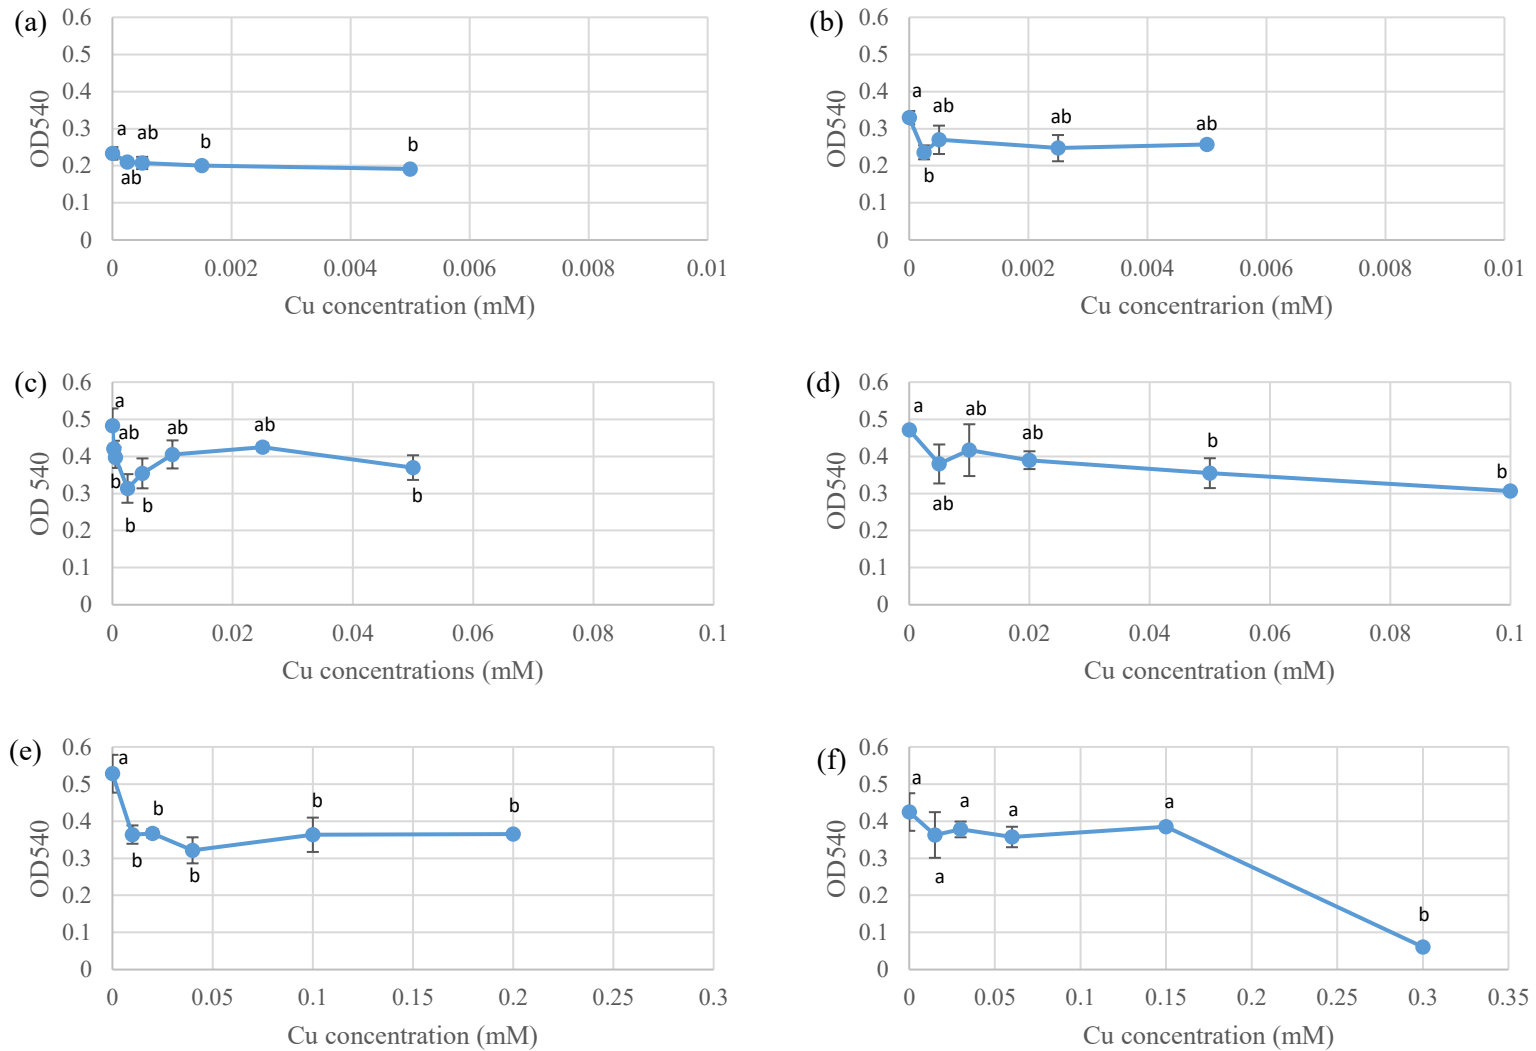 (a)
0.6
0.5
0.4
0.3
0.2
0.1
0
OD540
a
ab
ab
b
b
0 0.002 0.004 0.006 0.008 0.01
Cu concentration (mM)
(b)
0.6
0.5
0.4
0.3
0.2
0.1
0
OD540
a
b
ab
ab
ab
0 0.002 0.004 0.006 0.008 0.01
Cu concentrarion (mM)
(c)
0.6
0.5
0.4
0.3
0.2
0.1
0
OD 540
a
ab
b
b
b
ab
ab
b
0 0.02 0.04 0.06 0.08 0.1
Cu concentrations (mM)
(d)
0.6
0.5
0.4
0.3
0.2
0.1
0
OD540
a
ab
ab
ab
b
b
0 0.02 0.04 0.06 0.08 0.1
Cu concentration (mM)
(e)
0.6
0.5
0.4
0.3
0.2
0.1
0
OD540
a
b
b
b
b
b
0 0.05 0.1 0.15 0.2 0.25 0.3
Cu concentration (mM)
(f)
0.6
0.5
0.4
0.3
0.2
0.1
0
OD540
a
a
a
a
a
b
0 0.05 0.1 0.15 0.2 0.25 0.3 0.35
Cu concentration (mM)